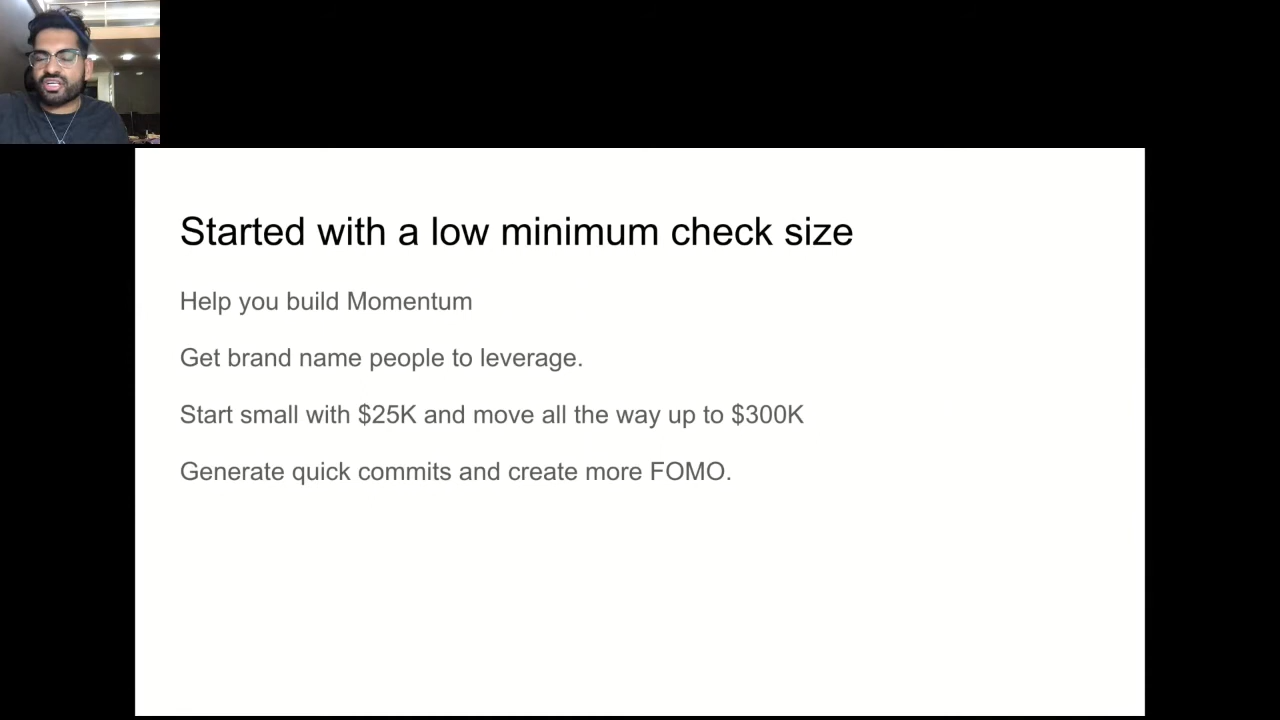 Started with a low minimum check size
Help you build Momentum
Get brand name people to leverage.
Start small with $25K and move all the way up to $300K
Generate quick commits and create more FOMO.